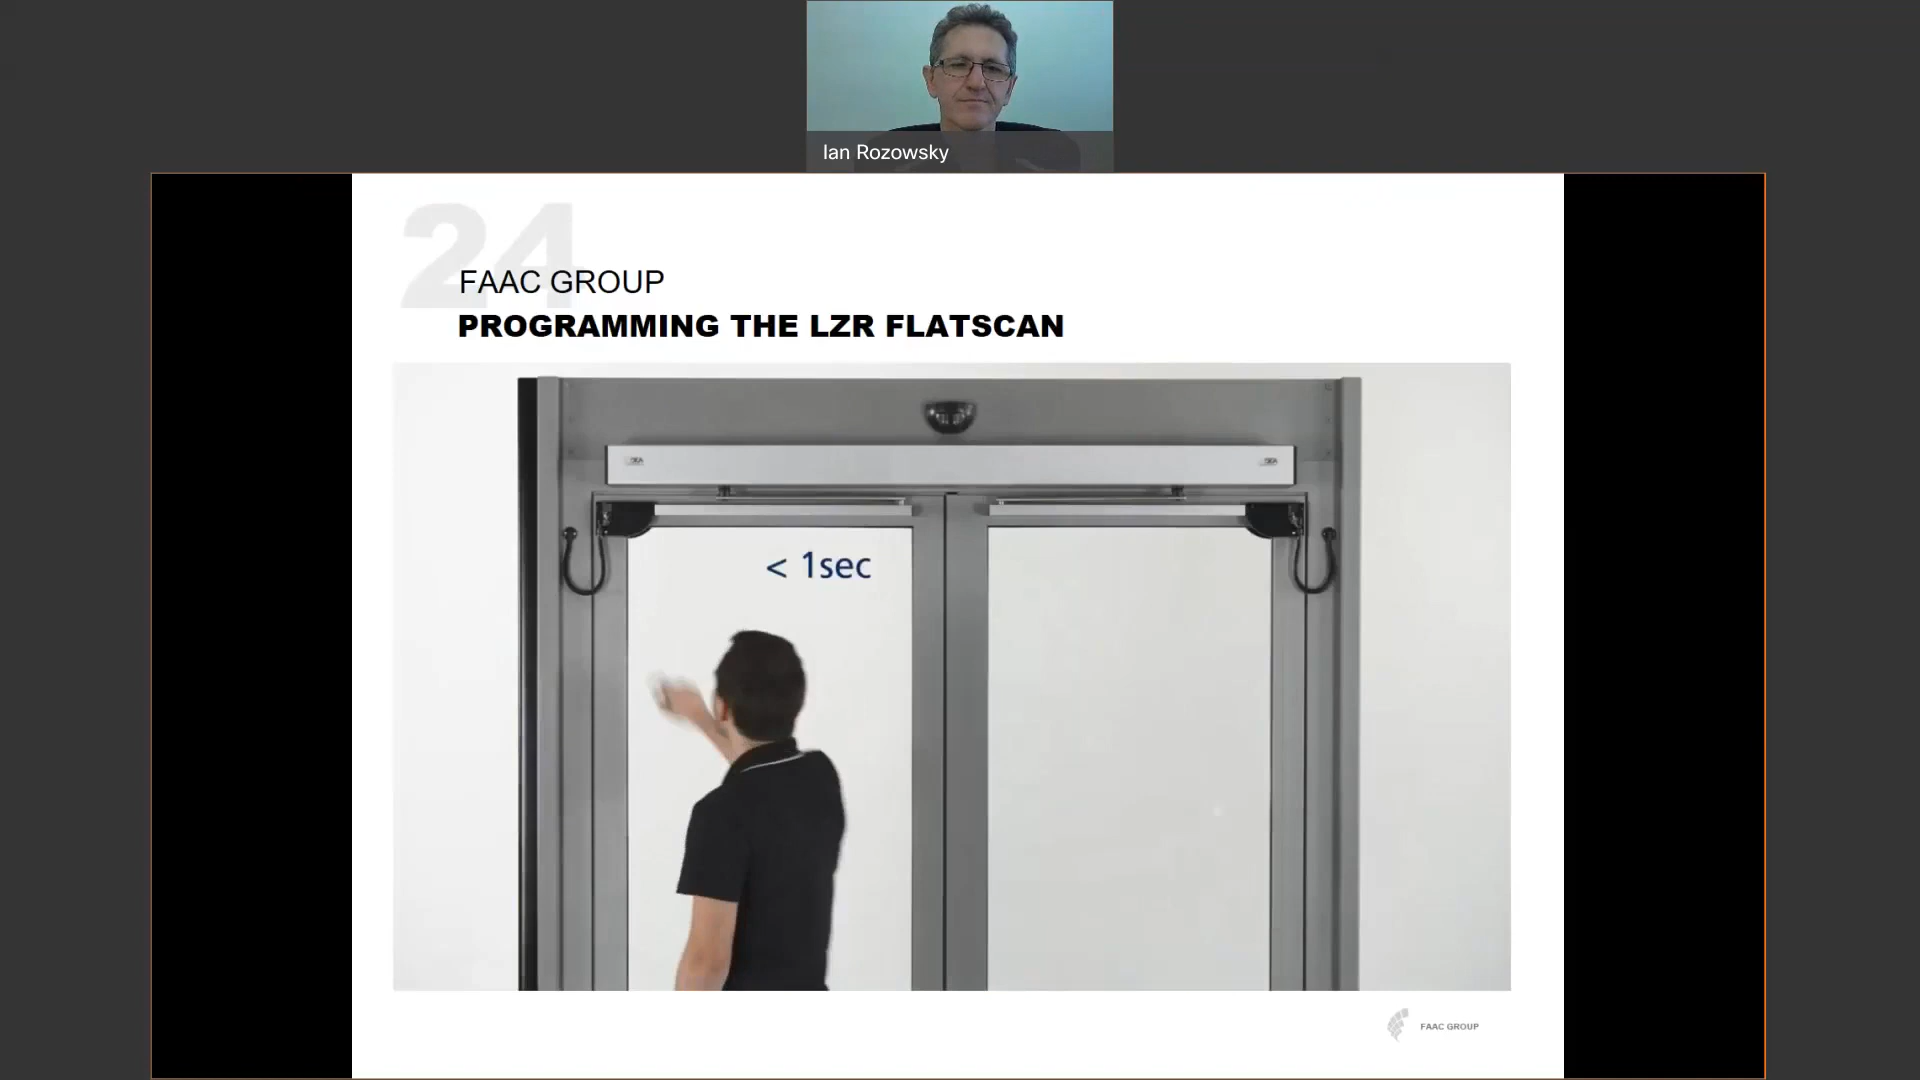 Ian Rozowsky
24
FAAC GROUP
PROGRAMMING THE LZR FLATSCAN
< 1sec
FAAC GROUP